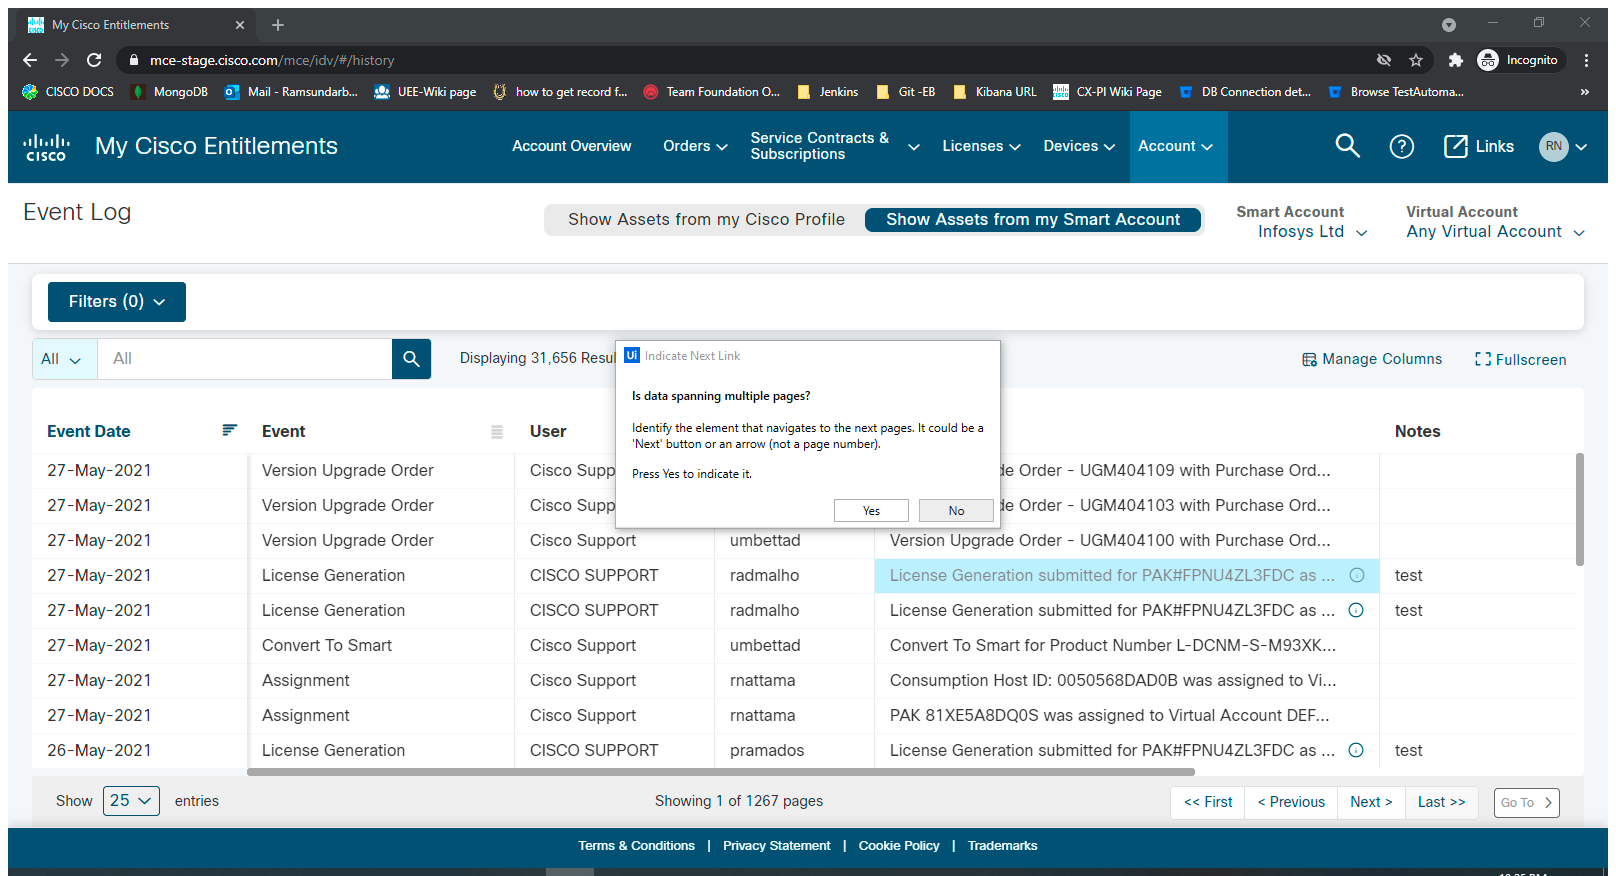 My Cisco Entitlements
mce-stage.cisco.com/mce/idv/#/history
Incognito
CISCO DOCS
MongoDB
Mail - Ramsundarb...
UEE-Wiki page
how to get record f...
Team Foundation O...
Jenkins
Git -EB
Kibana URL
CX-PI Wiki Page
DB Connection det...
Browse TestAutoma...
»
CISCO
My Cisco Entitlements
Account Overview
Orders
Service Contracts &
Subscriptions
Licenses
Devices
Account
Links
RN
Event Log
Show Assets from my Cisco Profile
Show Assets from my Smart Account
Smart Account
Infosys Ltd
Virtual Account
Any Virtual Account
Filters (0)
All
All
Displaying 31,656
Manage Columns
Fullscreen
Ui Indicate Next Link
Is data spanning multiple pages?
Identify the element that navigates to the next pages. It could be a
'Next' button or an arrow (not a page number).
Press Yes to indicate it.
Yes
No
Event Date
Event
User
Notes
27-May-2021 Version Upgrade Order Cisco Supp de Order - UGM404109 with Purchase Ord...
27-May-2021 Version Upgrade Order Cisco Supp de Order - UGM404103 with Purchase Ord...
27-May-2021 Version Upgrade Order Cisco Support umbettad Version Upgrade Order - UGM404100 with Purchase Ord...
27-May-2021 License Generation CISCO SUPPORT radmalho License Generation submitted for PAK#FPNU4ZL3FDC as ... test
27-May-2021 License Generation CISCO SUPPORT radmalho License Generation submitted for PAK#FPNU4ZL3FDC as ... test
27-May-2021 Convert To Smart Cisco Support umbettad Convert To Smart for Product Number L-DCNM-S-M93XK...
27-May-2021 Assignment Cisco Support rnattama Consumption Host ID: 0050568DAD0B was assigned to Vi...
27-May-2021 Assignment Cisco Support rnattama PAK 81XE5A8DQ0S was assigned to Virtual Account DEF...
26-May-2021 License Generation CISCO SUPPORT pramados License Generation submitted for PAK#FPNU4ZL3FDC as ... test
Show 25 entries
Showing 1 of 1267 pages
<< First
< Previous
Next >
Last >>
Go To
Terms & Conditions | Privacy Statement | Cookie Policy | Trademarks